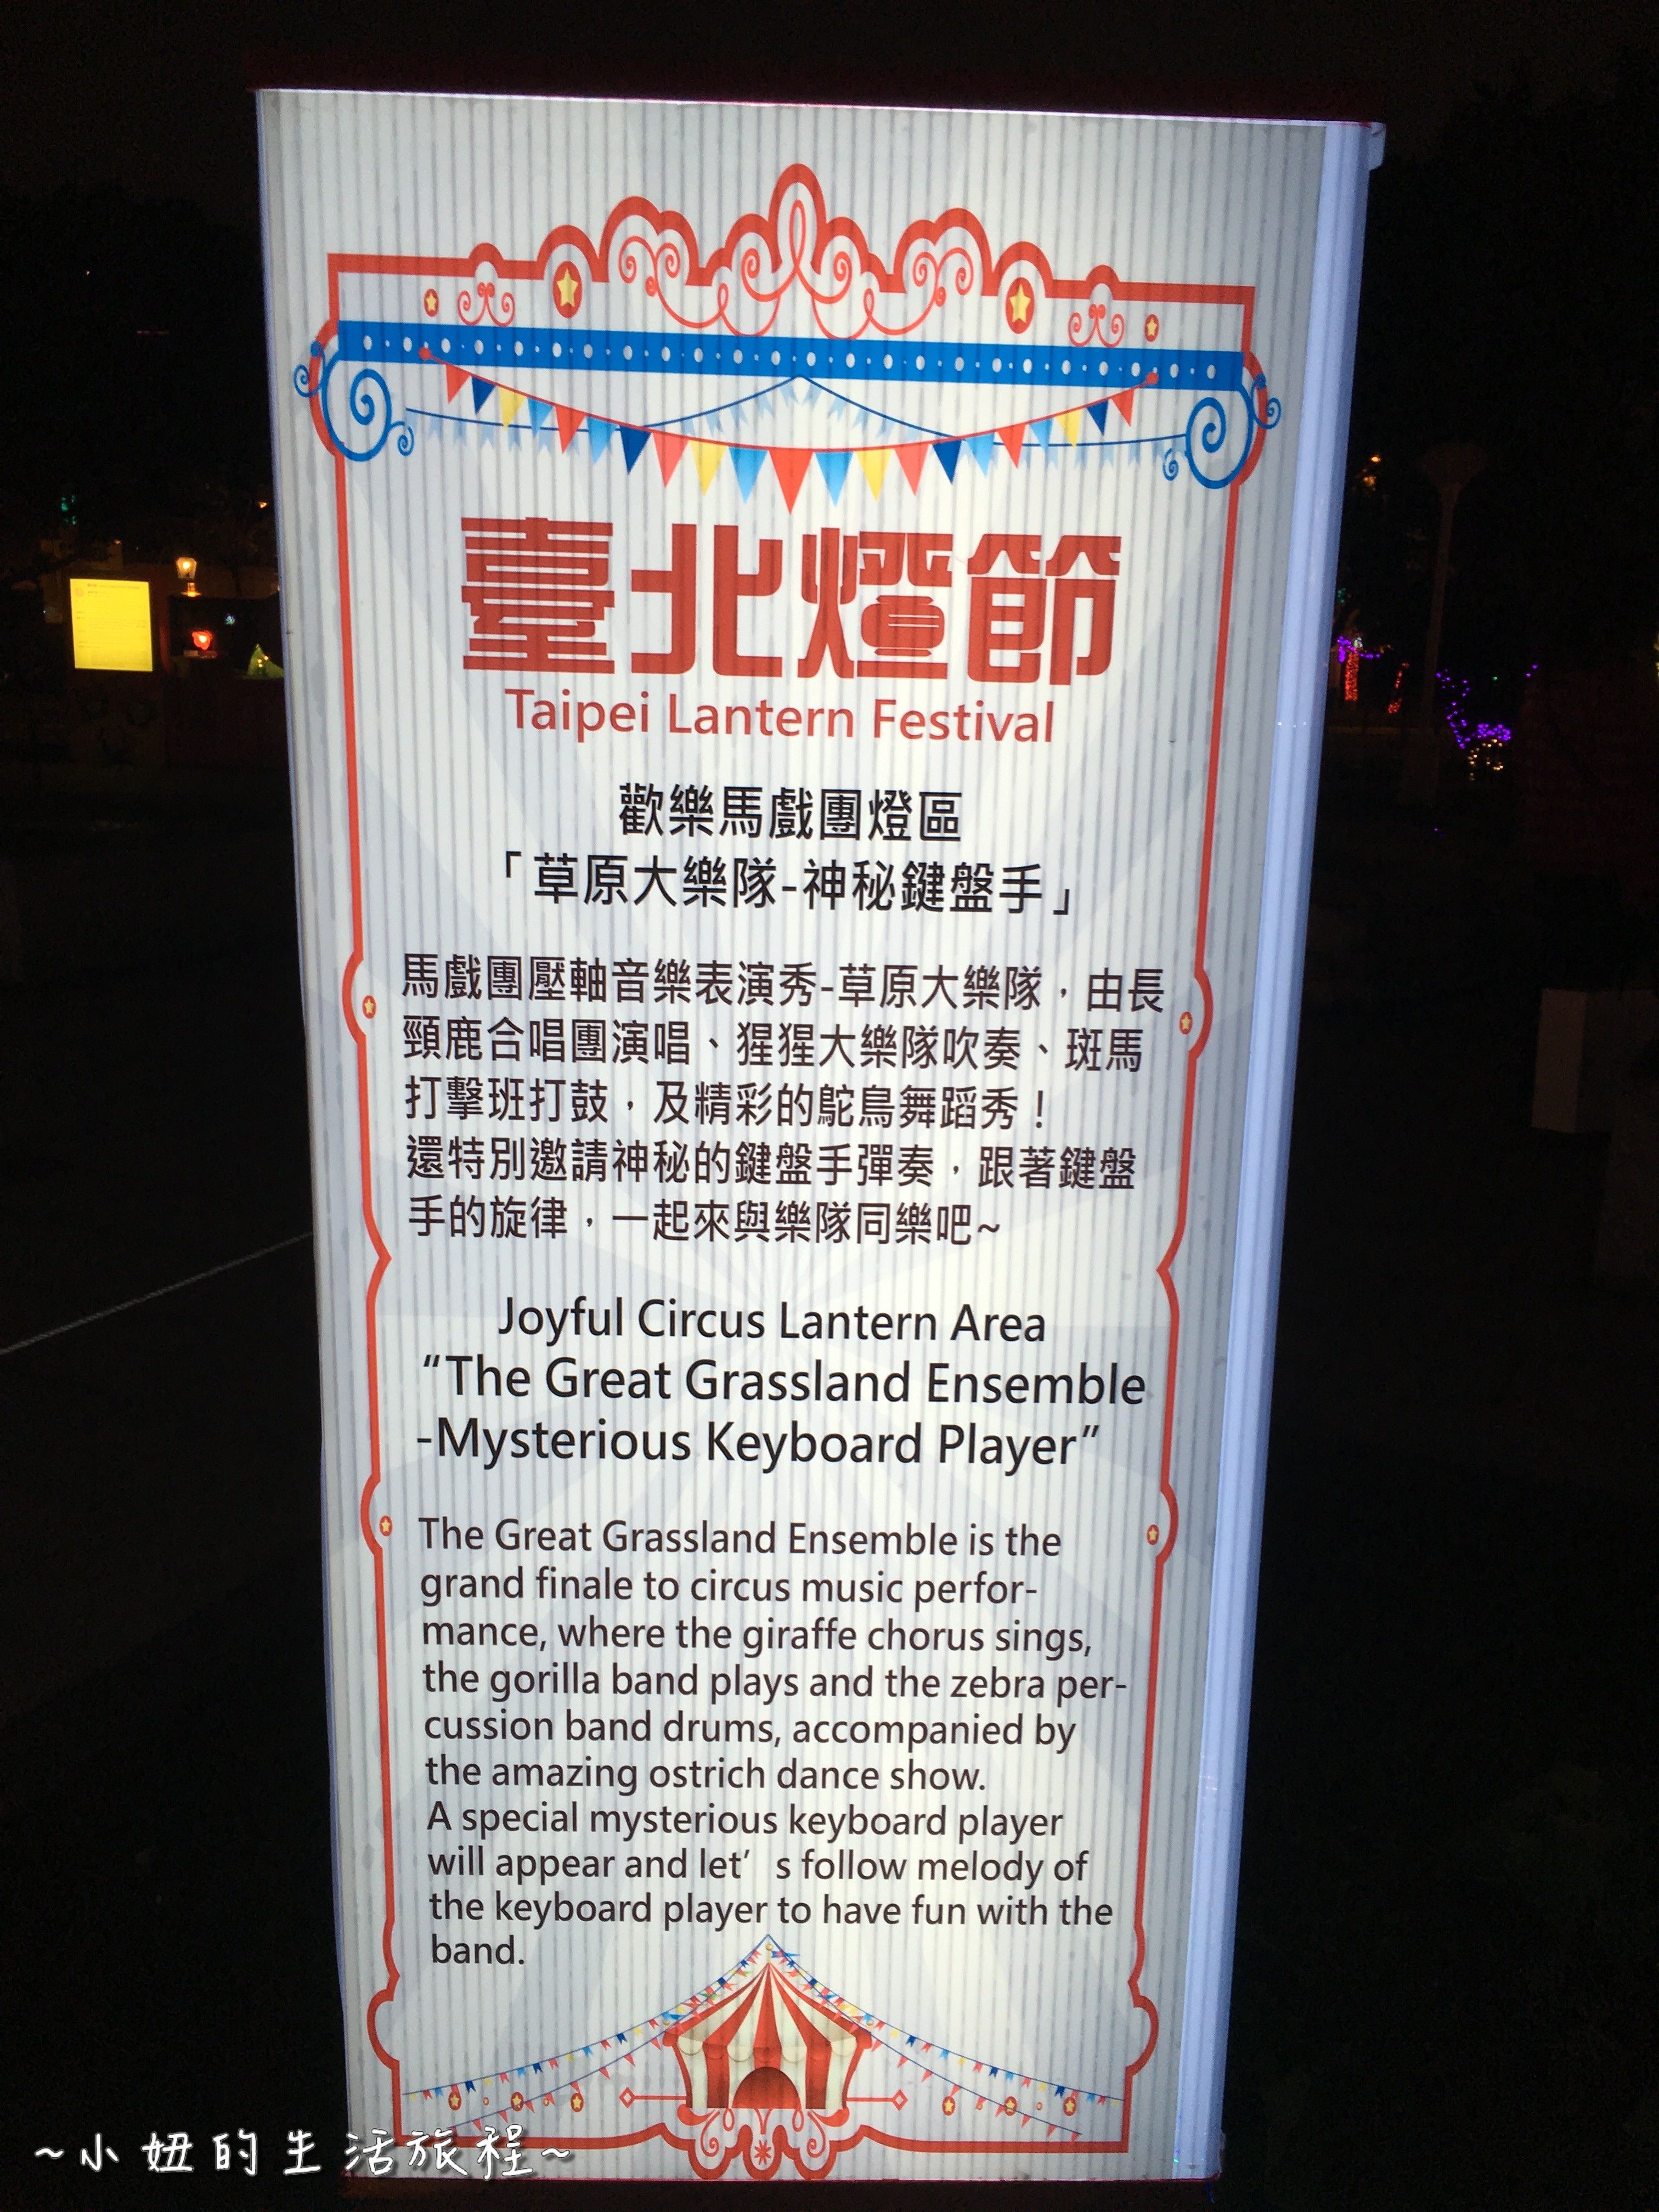 臺北燈節
Taipei Lantern Festival
歡樂馬戲團燈區
「草原大樂隊-神秘鍵盤手」
馬戲團壓軸音樂表演秀-草原大樂隊，由長
頸鹿合唱團演唱、猩猩大樂隊吹奏、斑馬
打擊班打鼓，及精彩的鴕鳥舞蹈秀！
還特別邀請神秘的鍵盤手彈奏，跟著鍵盤
手的旋律，一起來與樂隊同樂吧~
Joyful Circus Lantern Area
“The Great Grassland Ensemble
-Mysterious Keyboard Player”
The Great Grassland Ensemble is the
grand finale to circus music perfor-
mance, where the giraffe chorus sings,
the gorilla band plays and the zebra per-
cussion band drums, accompanied by
the amazing ostrich dance show.
A special mysterious keyboard player
will appear and let’s follow melody of
the keyboard player to have fun with the
band.
~小妞的生活旅程~